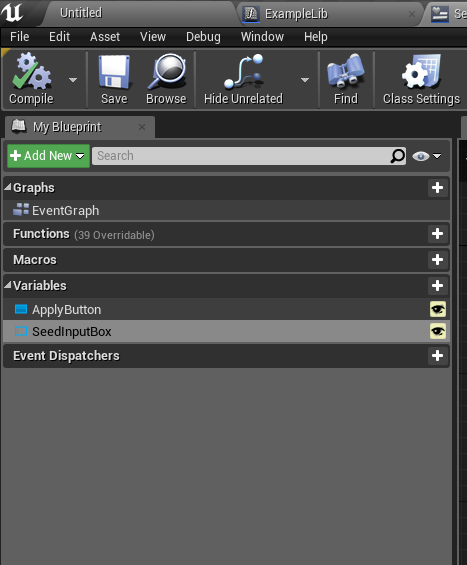 Untitled
ExampleLib
Se
File Edit Asset View Debug Window Help
Compile Save Browse Hide Unrelated Find Class Settings
My Blueprint
Add New Search
Graphs
EventGraph
Functions (39 Overridable)
Macros
Variables
ApplyButton
SeedInputBox
Event Dispatchers